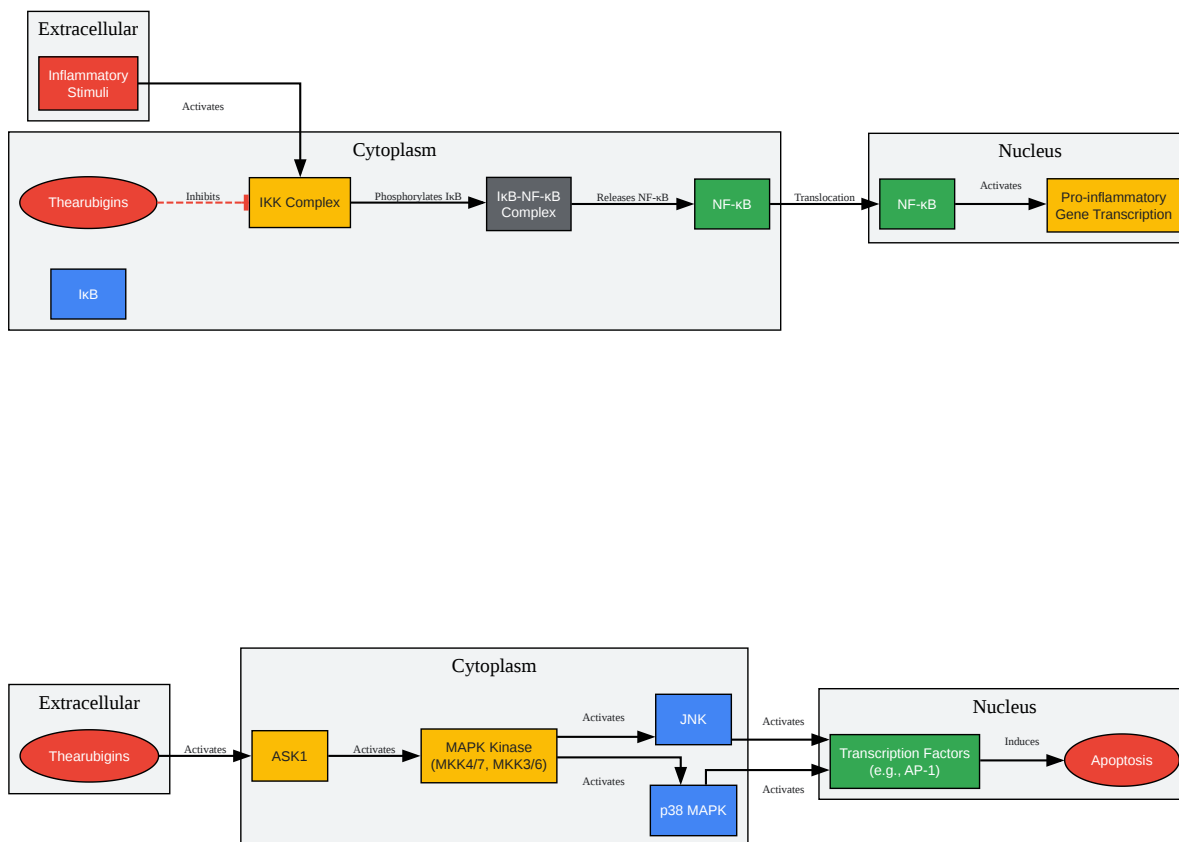 Extracellular
Inflammatory
Stimuli
Activates
Cytoplasm
Thearubigins
Inhibits
IKK Complex
Phosphorylates IκB
IκB-NF-κB
Complex
Releases NF-κB
NF-κB
Translocation
IκB
Nucleus
NF-κB
Activates
Pro-inflammatory
Gene Transcription
Extracellular
Thearubigins
Activates
Cytoplasm
ASK1
Activates
MAPK Kinase
(MKK4/7, MKK3/6)
Activates
JNK
Activates
p38 MAPK
Activates
Activates
Nucleus
Transcription Factors
(e.g., AP-1)
Induces
Apoptosis